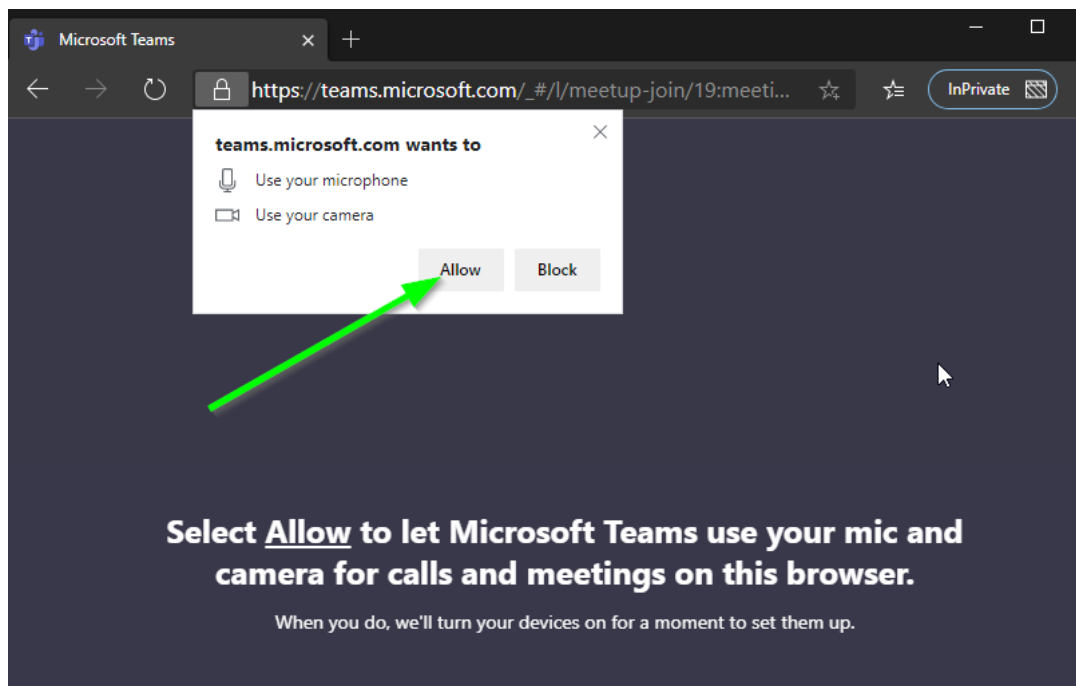 Microsoft Teams
https://teams.microsoft.com/_#/l/meetup-join/19:meeti...
InPrivate
teams.microsoft.com wants to
Use your microphone
Use your camera
Allow
Block
Select Allow to let Microsoft Teams use your mic and
camera for calls and meetings on this browser.
When you do, we'll turn your devices on for a moment to set them up.